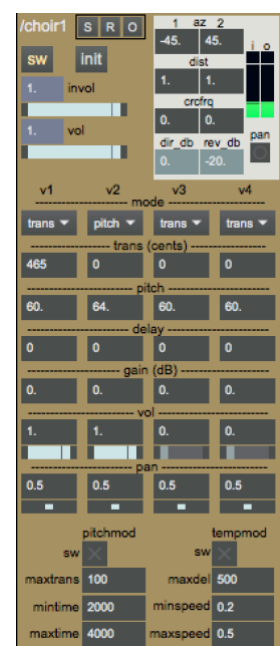 /choir1 S R O
1 az 2
-45. 45.
i o
sw init
dist
1. invol
1. 1.
crcfrq
0. 0.
1. vol
dir_db rev_db
0. -20.
pan
v1 v2 v3 v4
mode
trans pitch trans trans
trans (cents)
465 0 0 0
pitch
60. 64. 60. 60.
delay
0 0 0 0
gain (dB)
0. 0. 0. 0.
vol
1. 1. 0. 0.
pan
0.5 0.5 0.5 0.5
pitchmod tempmod
sw sw
maxtrans 100 maxdel 500
mintime 2000 minspeed 0.2
maxtime 4000 maxspeed 0.5